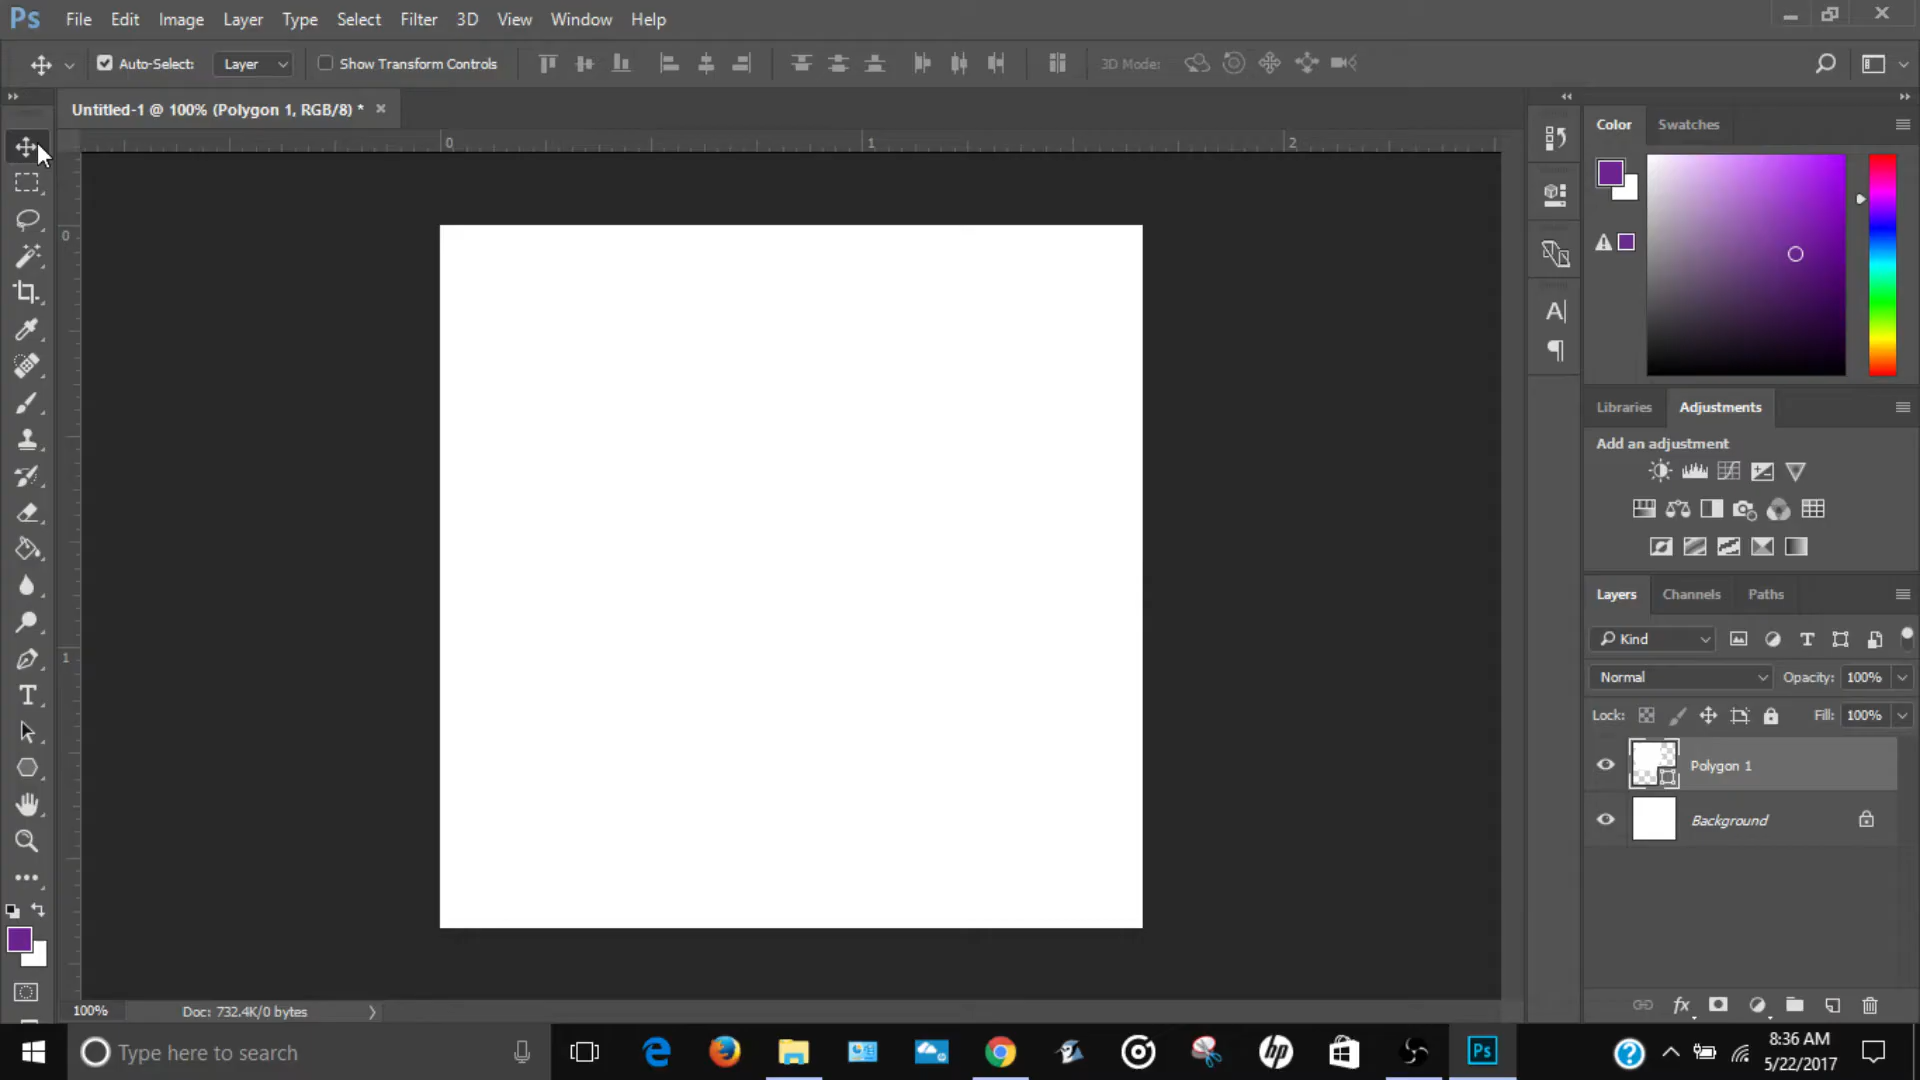 Ps File Edit Image Layer Type Select Filter 3D View Window Help
Auto-Select: Layer Show Transform Controls 3D Mode:
Untitled-1 @ 100% (Polygon 1, RGB/8) *
0 1 2
0
1
Color Swatches
Libraries Adjustments
Add an adjustment
Layers Channels Paths
Kind
Normal Opacity: 100%
Lock: Fill: 100%
Polygon 1
Background
100% Doc: 732.4K/0 bytes
Type here to search
Ps
8:36 AM
5/22/2017